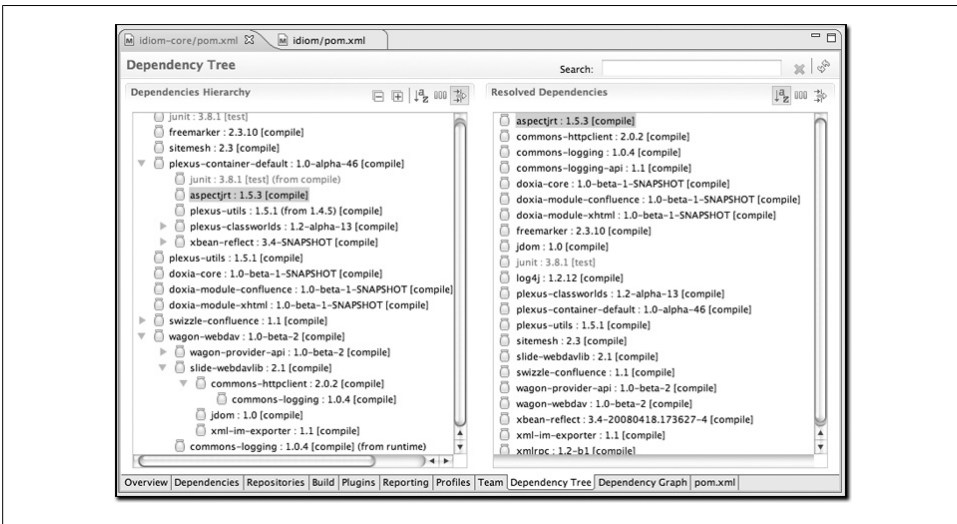 idiom-core/pom.xml
idiom/pom.xml
Dependency Tree
Search:
Dependencies Hierarchy
junit : 3.8.1 [test]
freemarker : 2.3.10 [compile]
sitemesh : 2.3 [compile]
plexus-container-default : 1.0-alpha-46 [compile]
junit : 3.8.1 [test] (from compile)
aspectjrt : 1.5.3 [compile]
plexus-utils : 1.5.1 (from 1.4.5) [compile]
plexus-classworlds : 1.2-alpha-13 [compile]
xbean-reflect : 3.4-SNAPSHOT [compile]
plexus-utils : 1.5.1 [compile]
doxia-core : 1.0-beta-1-SNAPSHOT [compile]
doxia-module-confluence : 1.0-beta-1-SNAPSHOT [compile]
doxia-module-xhtml : 1.0-beta-1-SNAPSHOT [compile]
swizzle-confluence : 1.1 [compile]
wagon-webdav : 1.0-beta-2 [compile]
wagon-provider-api : 1.0-beta-2 [compile]
slide-webdavlib : 2.1 [compile]
commons-httpclient : 2.0.2 [compile]
commons-logging : 1.0.4 [compile]
jdom : 1.0 [compile]
xml-im-exporter : 1.1 [compile]
commons-logging : 1.0.4 [compile] (from runtime)
Resolved Dependencies
aspectjrt : 1.5.3 [compile]
commons-httpclient : 2.0.2 [compile]
commons-logging : 1.0.4 [compile]
commons-logging-api : 1.1 [compile]
doxia-core : 1.0-beta-1-SNAPSHOT [compile]
doxia-module-confluence : 1.0-beta-1-SNAPSHOT [compile]
doxia-module-xhtml : 1.0-beta-1-SNAPSHOT [compile]
freemarker : 2.3.10 [compile]
jdom : 1.0 [compile]
junit : 3.8.1 [test]
log4j : 1.2.12 [compile]
plexus-classworlds : 1.2-alpha-13 [compile]
plexus-container-default : 1.0-alpha-46 [compile]
plexus-utils : 1.5.1 [compile]
sitemesh : 2.3 [compile]
slide-webdavlib : 2.1 [compile]
swizzle-confluence : 1.1 [compile]
wagon-provider-api : 1.0-beta-2 [compile]
wagon-webdav : 1.0-beta-2 [compile]
xbean-reflect : 3.4-20080418.173627-4 [compile]
xml-im-exporter : 1.1 [compile]
xmlrpc : 1.2-b1 [compile]
Overview Dependencies Repositories Build Plugins Reporting Profiles Team Dependency Tree Dependency Graph pom.xml